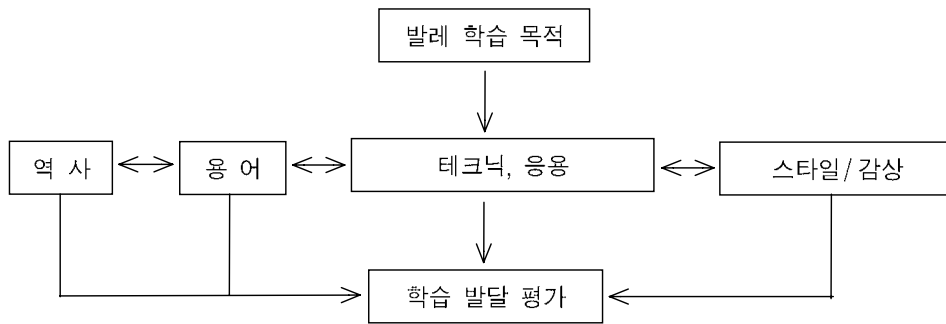 발레 학습 목적
역 사
용 어
테크닉, 응용
스타일/감상
학습 발달 평가